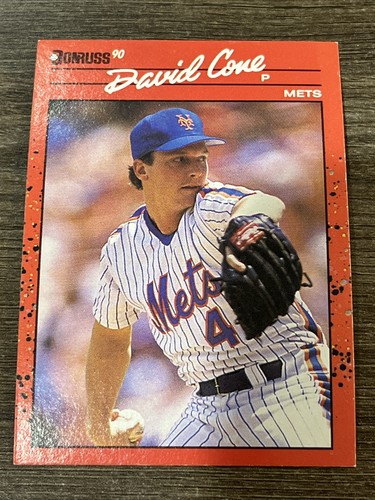 DONRUSS 90
David Cone
P
METS
NY
Mets
4